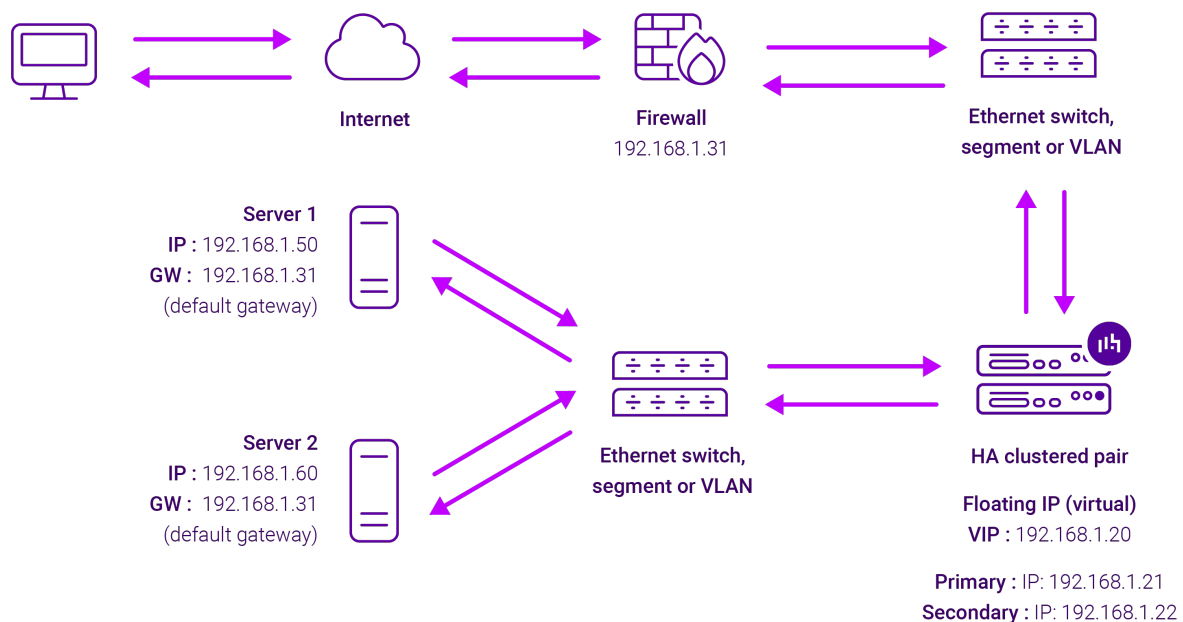 Internet
Firewall
192.168.1.31
Ethernet switch,
segment or VLAN
Server 1
IP : 192.168.1.50
GW : 192.168.1.31
(default gateway)
Server 2
IP : 192.168.1.60
GW : 192.168.1.31
(default gateway)
Ethernet switch,
segment or VLAN
HA clustered pair
Floating IP (virtual)
VIP : 192.168.1.20
Primary : IP: 192.168.1.21
Secondary : IP: 192.168.1.22